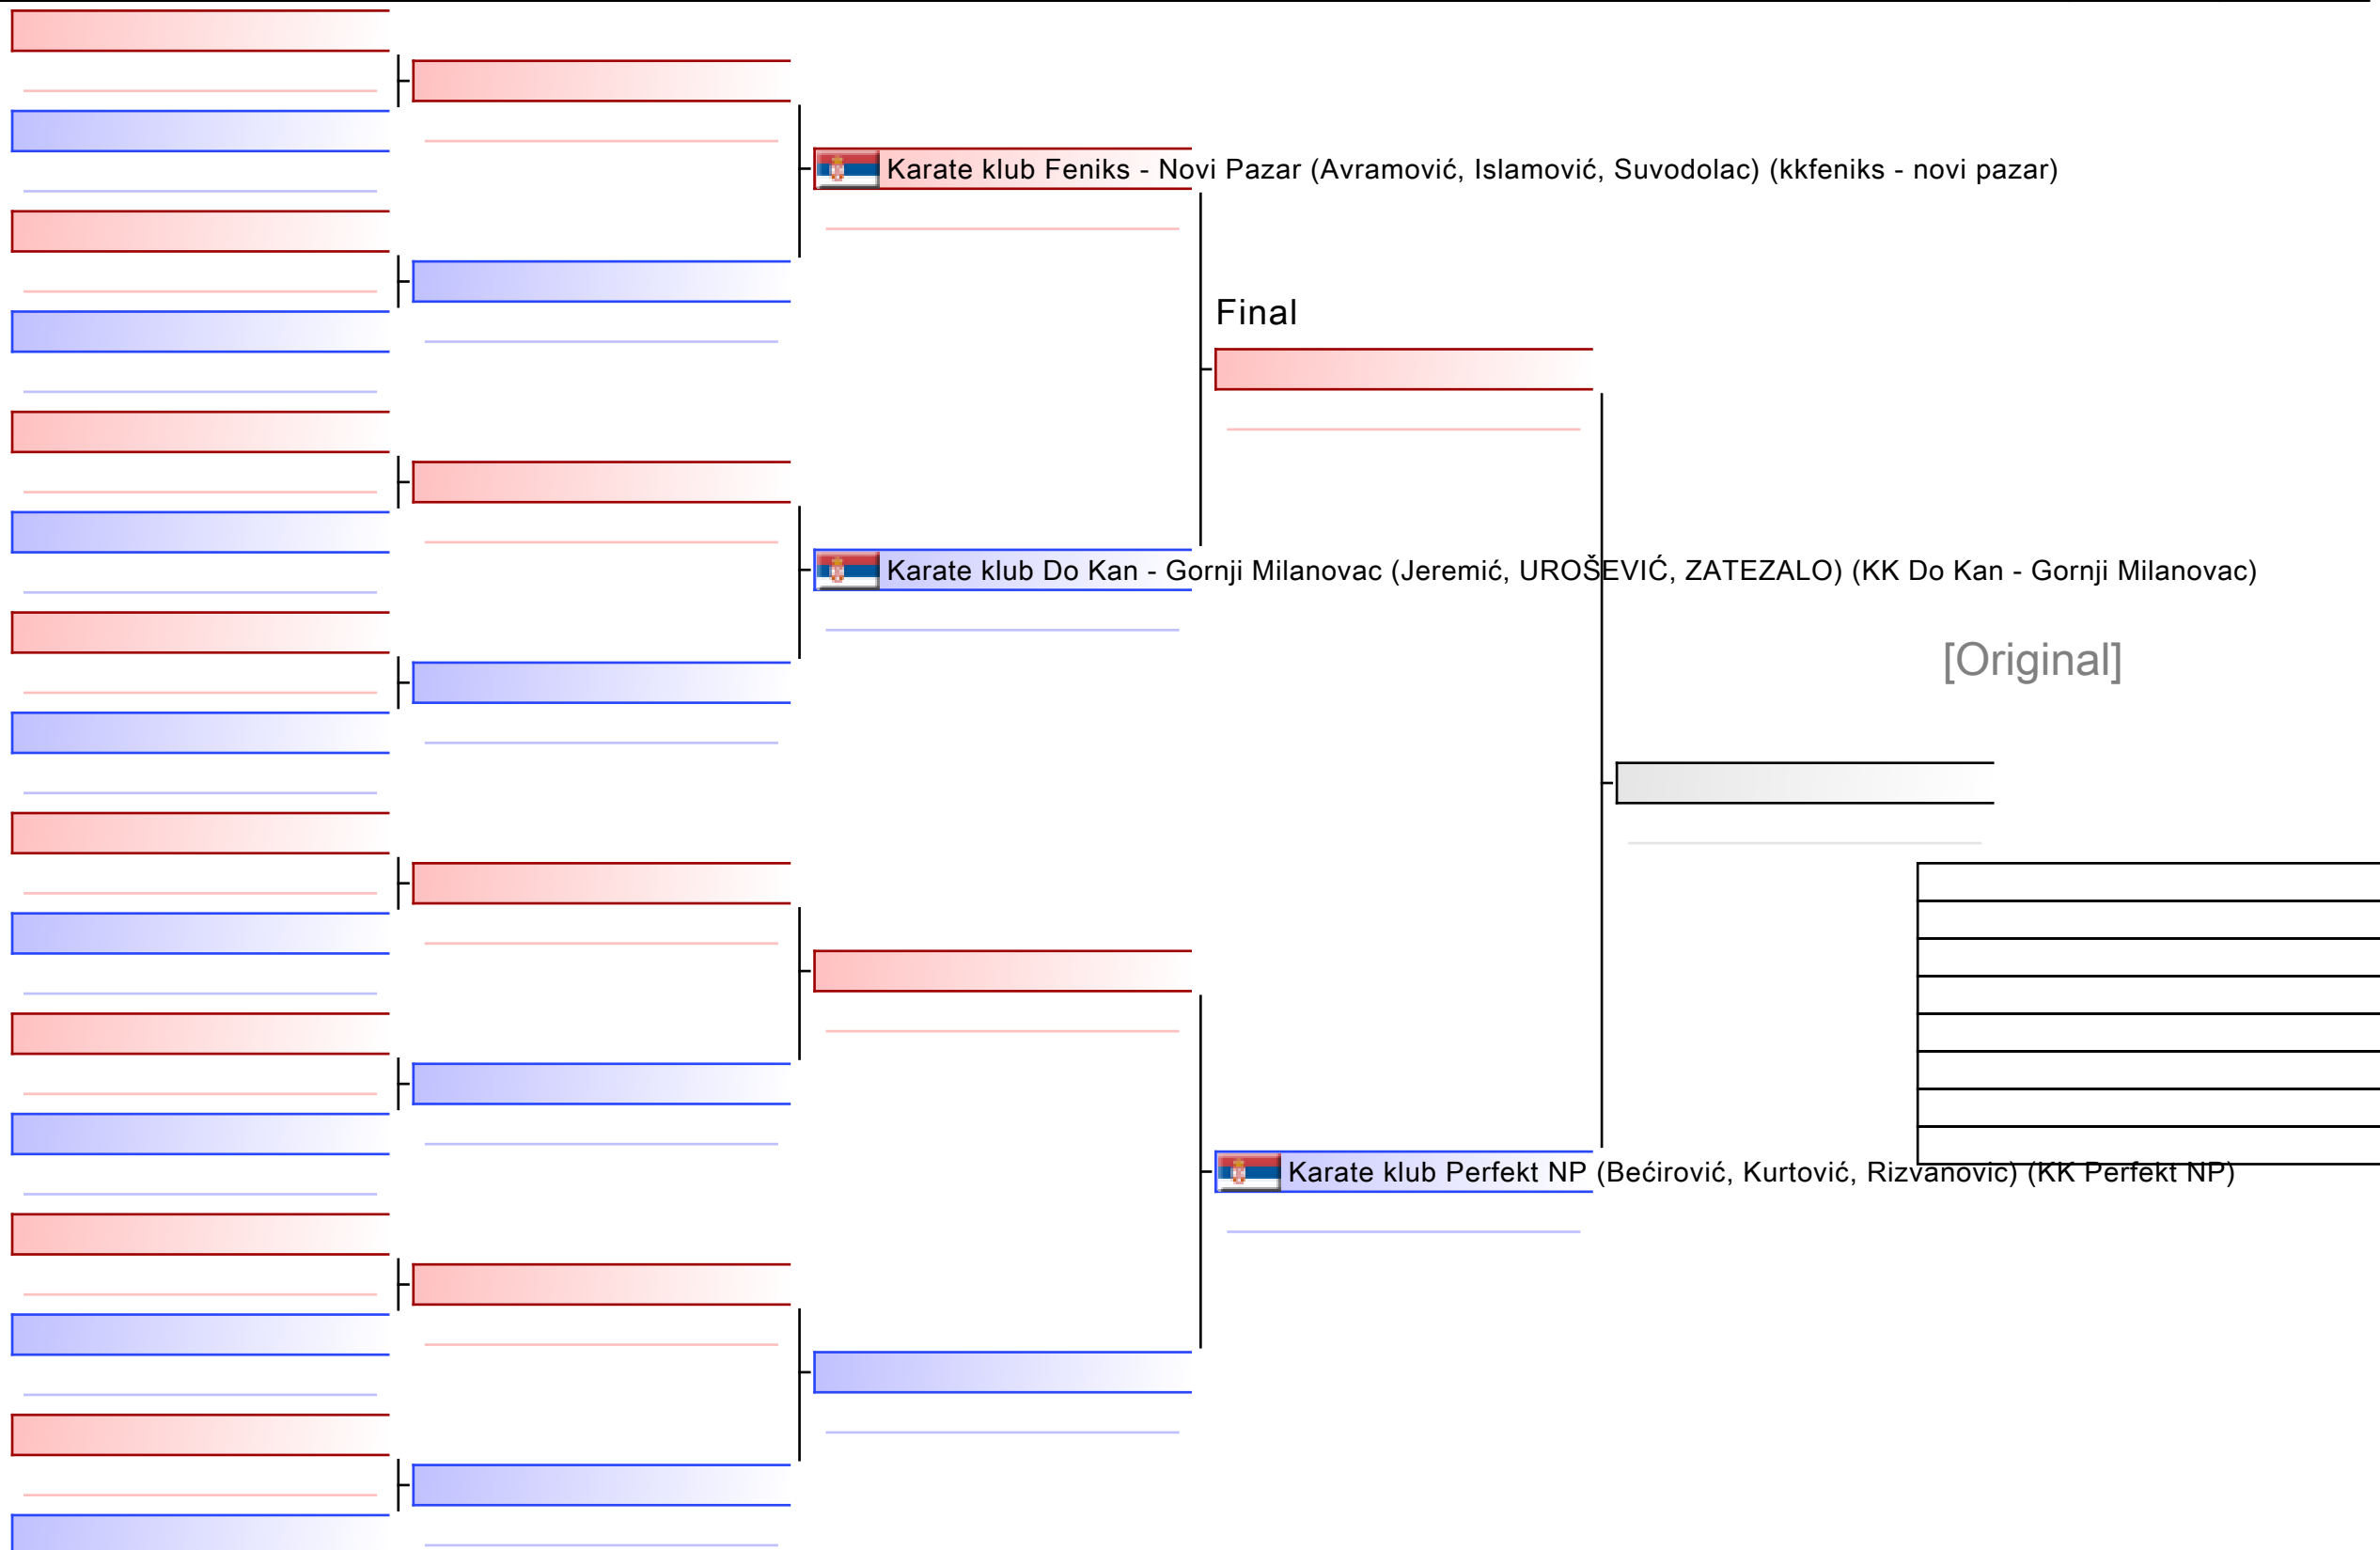 Karate klub Feniks - Novi Pazar (Avramović, Islamović, Suvodolac) (kkfeniks - novi pazar)
Final
Karate klub Do Kan - Gornji Milanovac (Jeremić, UROŠEVIĆ, ZATEZALO) (KK Do Kan - Gornji Milanovac)
[Original]
Karate klub Perfekt NP (Bećirović, Kurtović, Rizvanovic) (KK Perfekt NP)